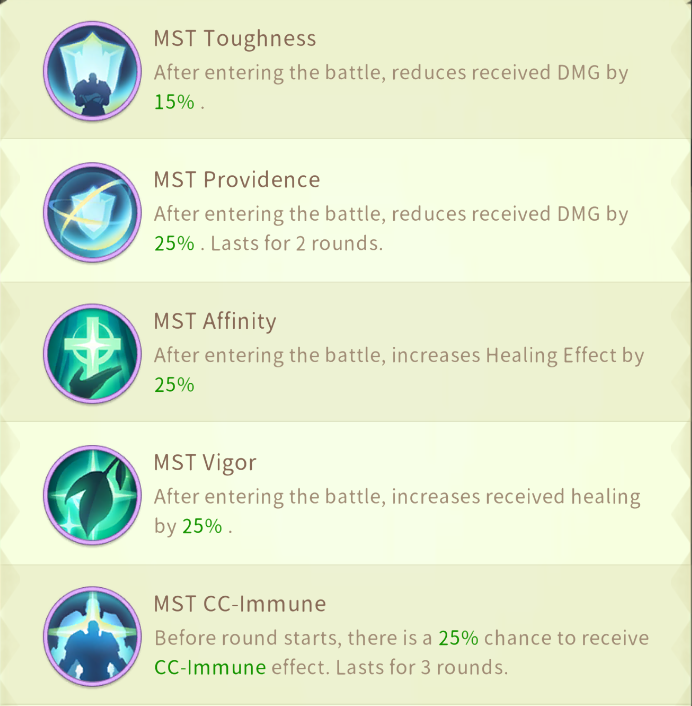 MST Toughness
After entering the battle, reduces received DMG by
15% .
MST Providence
After entering the battle, reduces received DMG by
25% . Lasts for 2 rounds.
MST Affinity
After entering the battle, increases Healing Effect by
25%
MST Vigor
After entering the battle, increases received healing
by 25% .
MST CC-Immune
Before round starts, there is a 25% chance to receive
CC-Immune effect. Lasts for 3 rounds.